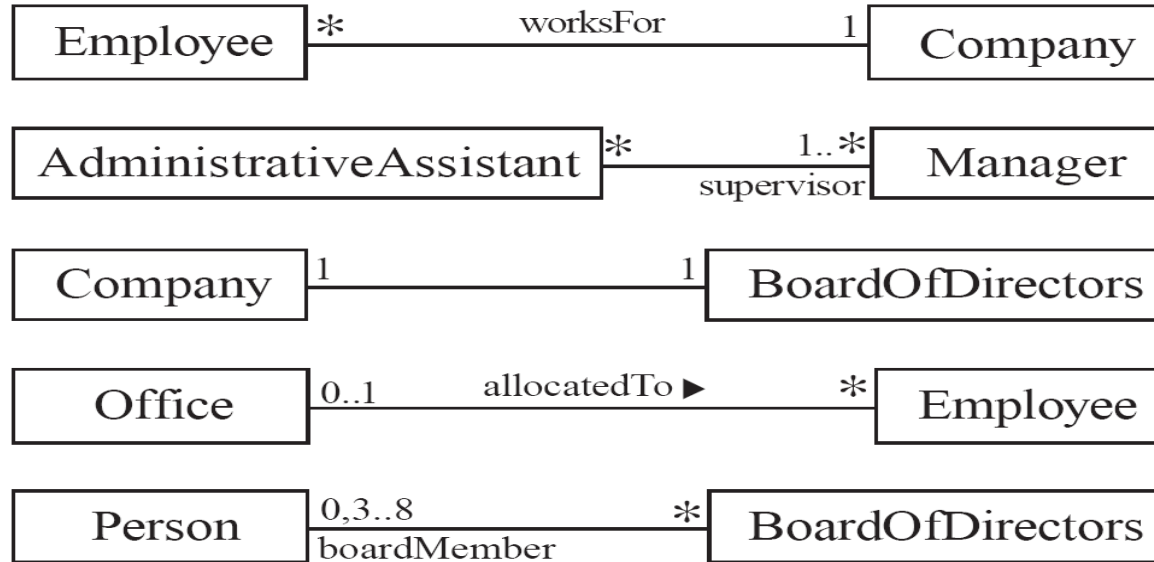 Employee * worksFor 1 Company
AdministrativeAssistant * 1..* Manager
supervisor
Company 1 1 BoardOfDirectors
Office 0..1 allocatedTo ► * Employee
Person 0,3..8 * BoardOfDirectors
boardMember